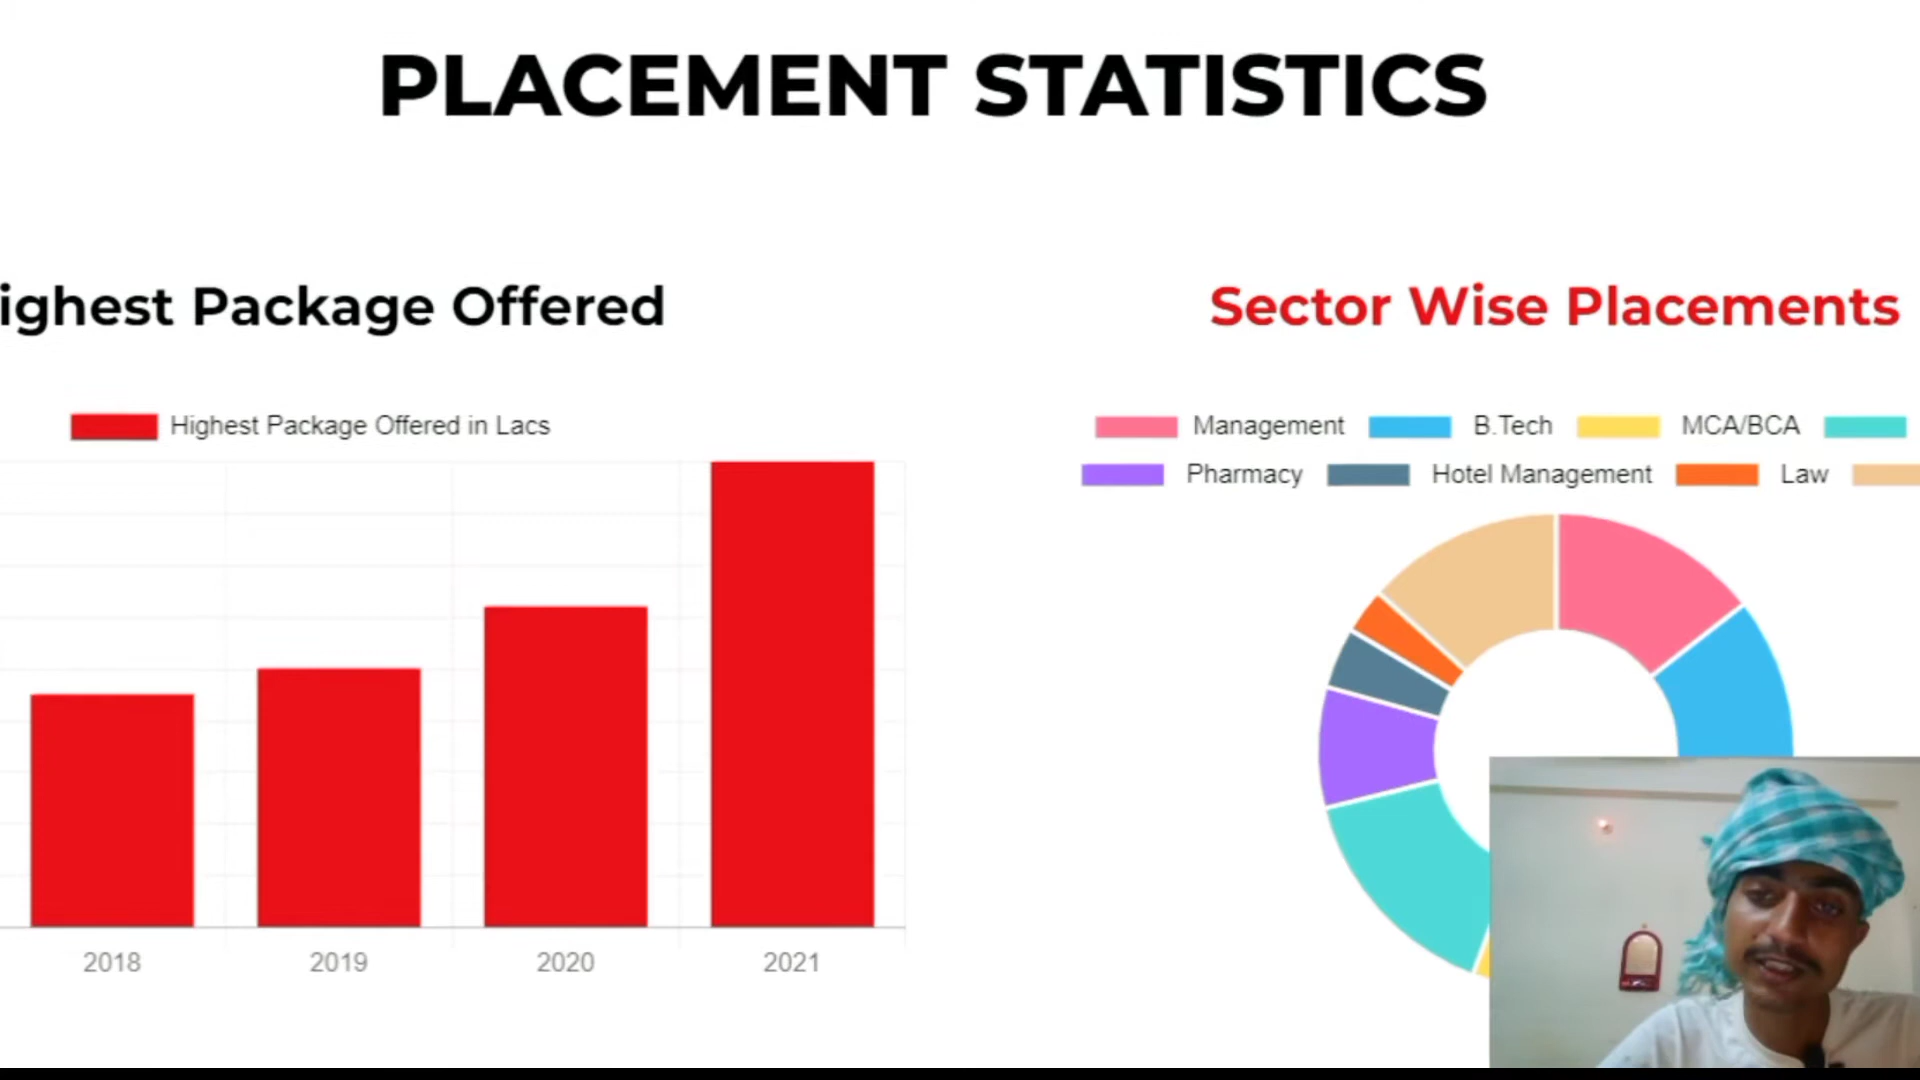 PLACEMENT STATISTICS
ighest Package Offered
Highest Package Offered in Lacs
2018 2019 2020 2021
Sector Wise Placements
Management B.Tech MCA/BCA
Pharmacy Hotel Management Law